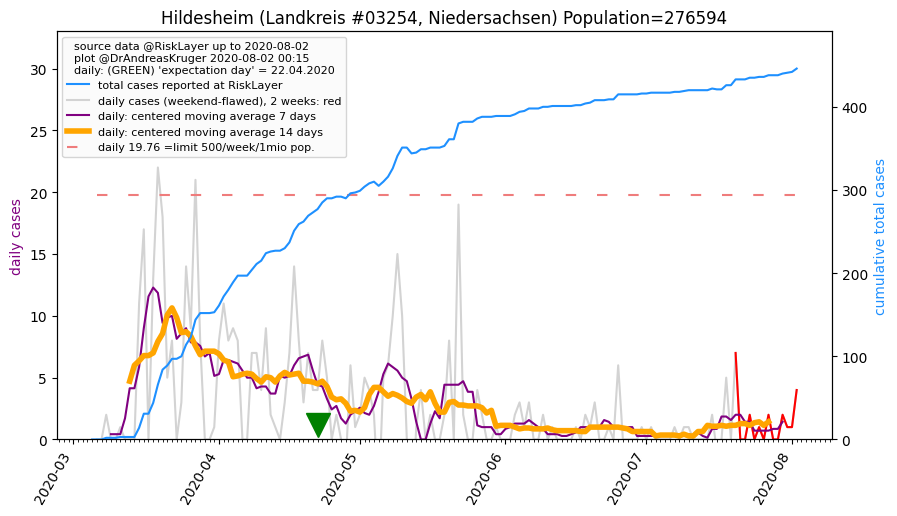 Hildesheim (Landkreis #03254, Niedersachsen) Population=276594
source data @RiskLayer up to 2020-08-02
plot @DrAndreasKruger 2020-08-02 00:15
daily: (GREEN) 'expectation day' = 22.04.2020
total cases reported at RiskLayer
daily cases (weekend-flawed), 2 weeks: red
daily: centered moving average 7 days
daily: centered moving average 14 days
daily 19.76 =limit 500/week/1mio pop.
daily cases
30
25
20
15
10
5
0
cumulative total cases
400
300
200
100
0
2020-03
2020-04
2020-05
2020-06
2020-07
2020-08